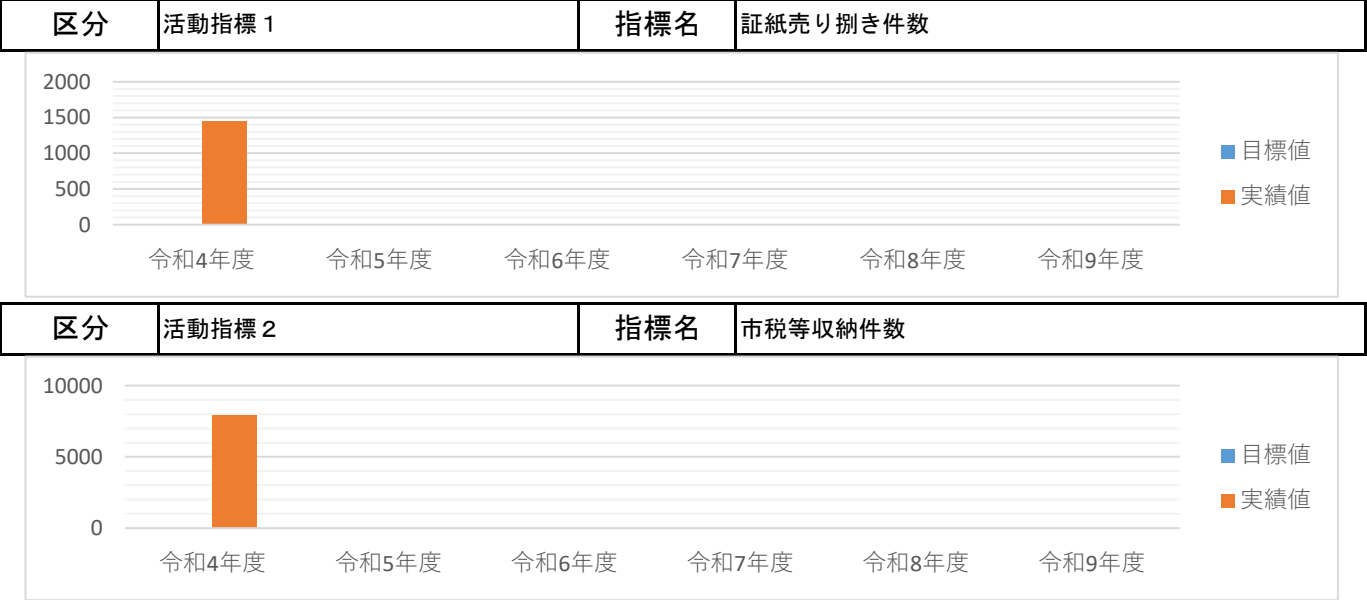 区分 活動指標１ 指標名 証紙売り捌き件数
2000
1500
1000
500
0
令和4年度 令和5年度 令和6年度 令和7年度 令和8年度 令和9年度
目標値
実績値
区分 活動指標２ 指標名 市税等収納件数
10000
5000
0
令和4年度 令和5年度 令和6年度 令和7年度 令和8年度 令和9年度
目標値
実績値